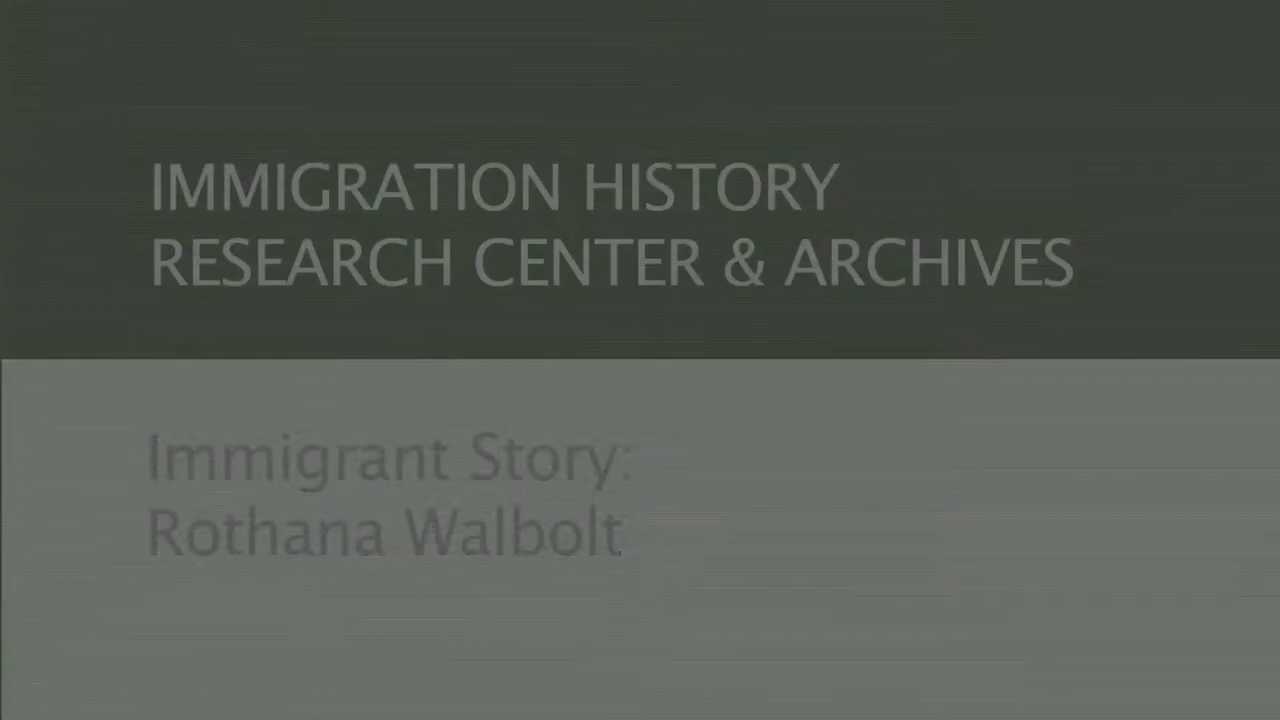 IMMIGRATION HISTORY
RESEARCH CENTER & ARCHIVES
Immigrant Story:
Rothana Walbolt